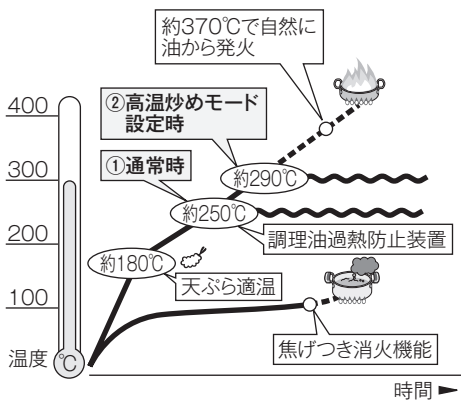 約370℃で自然に
油から発火
400
②高温炒めモード
設定時
①通常時
300
約290℃
約250℃
200
調理油過熱防止装置
約180℃
天ぷら適温
100
焦げつき消火機能
温度
℃
時間